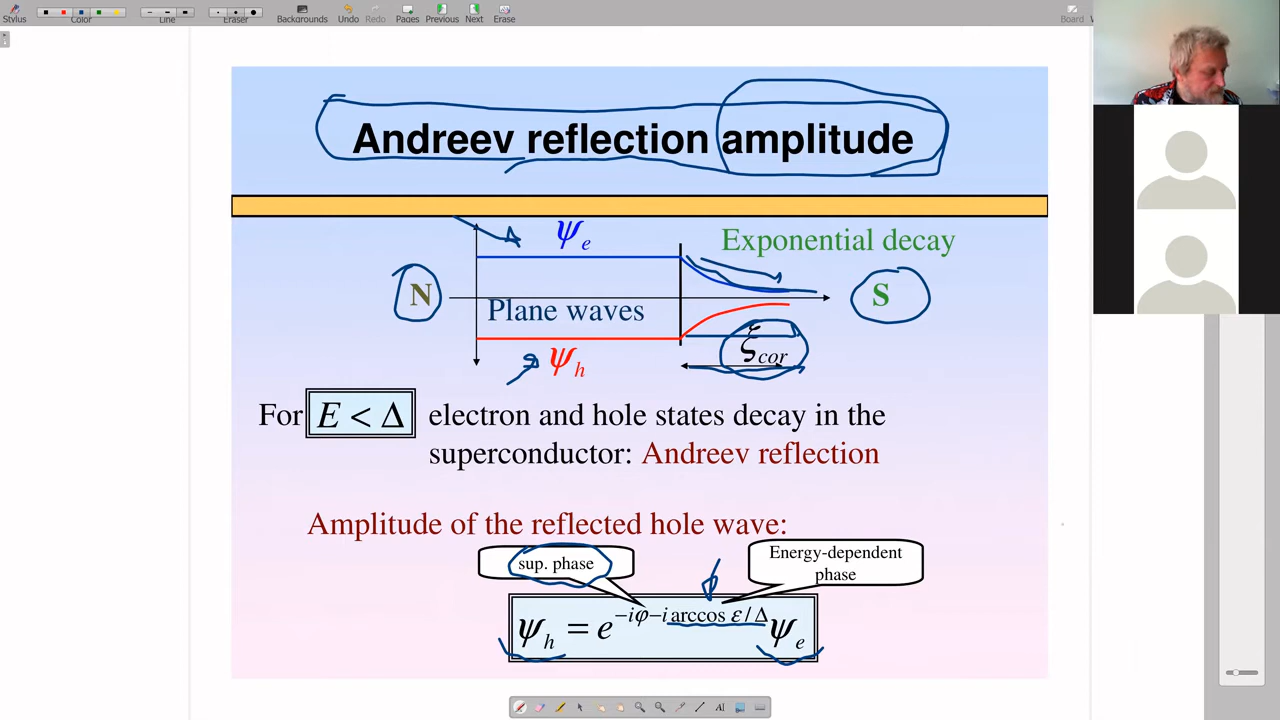 Stylus Color Line Eraser Backgrounds Undo Redo Pages Previous Next Erase Board
Andreev reflection amplitude
ψe
Exponential decay
N
Plane waves
S
ψh
ξcor
For E < Δ electron and hole states decay in the
superconductor: Andreev reflection
Amplitude of the reflected hole wave:
sup. phase
Energy-dependent
phase
ψh = e^{-iφ-i arccos ε/Δ} ψe
AI